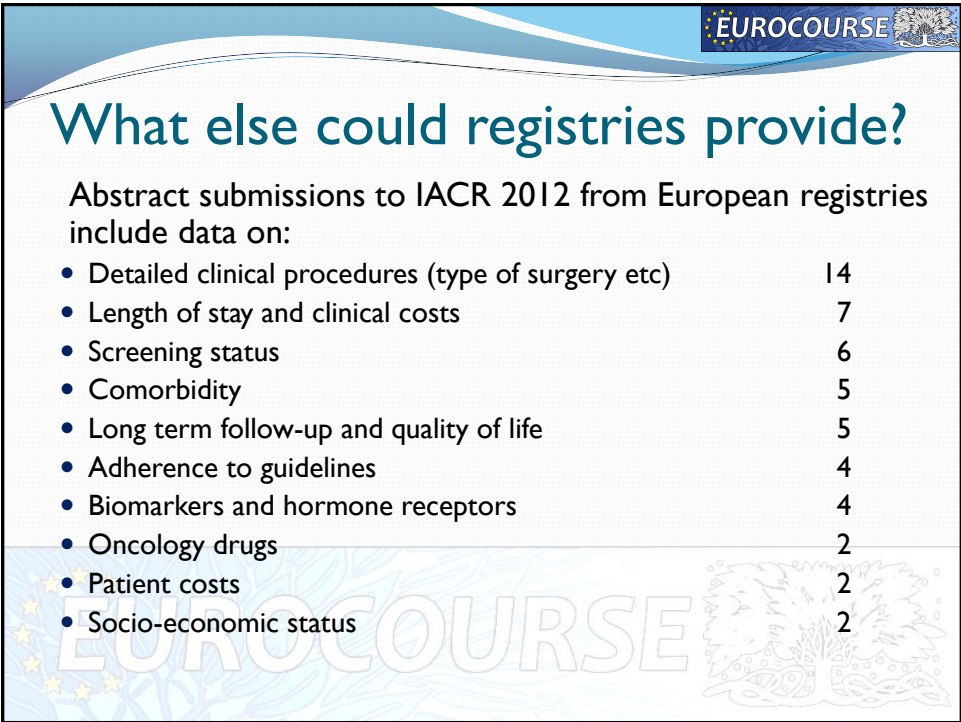 EUROCOURSE
What else could registries provide?
Abstract submissions to IACR 2012 from European registries
include data on:
• Detailed clinical procedures (type of surgery etc) 14
• Length of stay and clinical costs 7
• Screening status 6
• Comorbidity 5
• Long term follow-up and quality of life 5
• Adherence to guidelines 4
• Biomarkers and hormone receptors 4
• Oncology drugs 2
• Patient costs 2
• Socio-economic status 2
EUROCOURSE